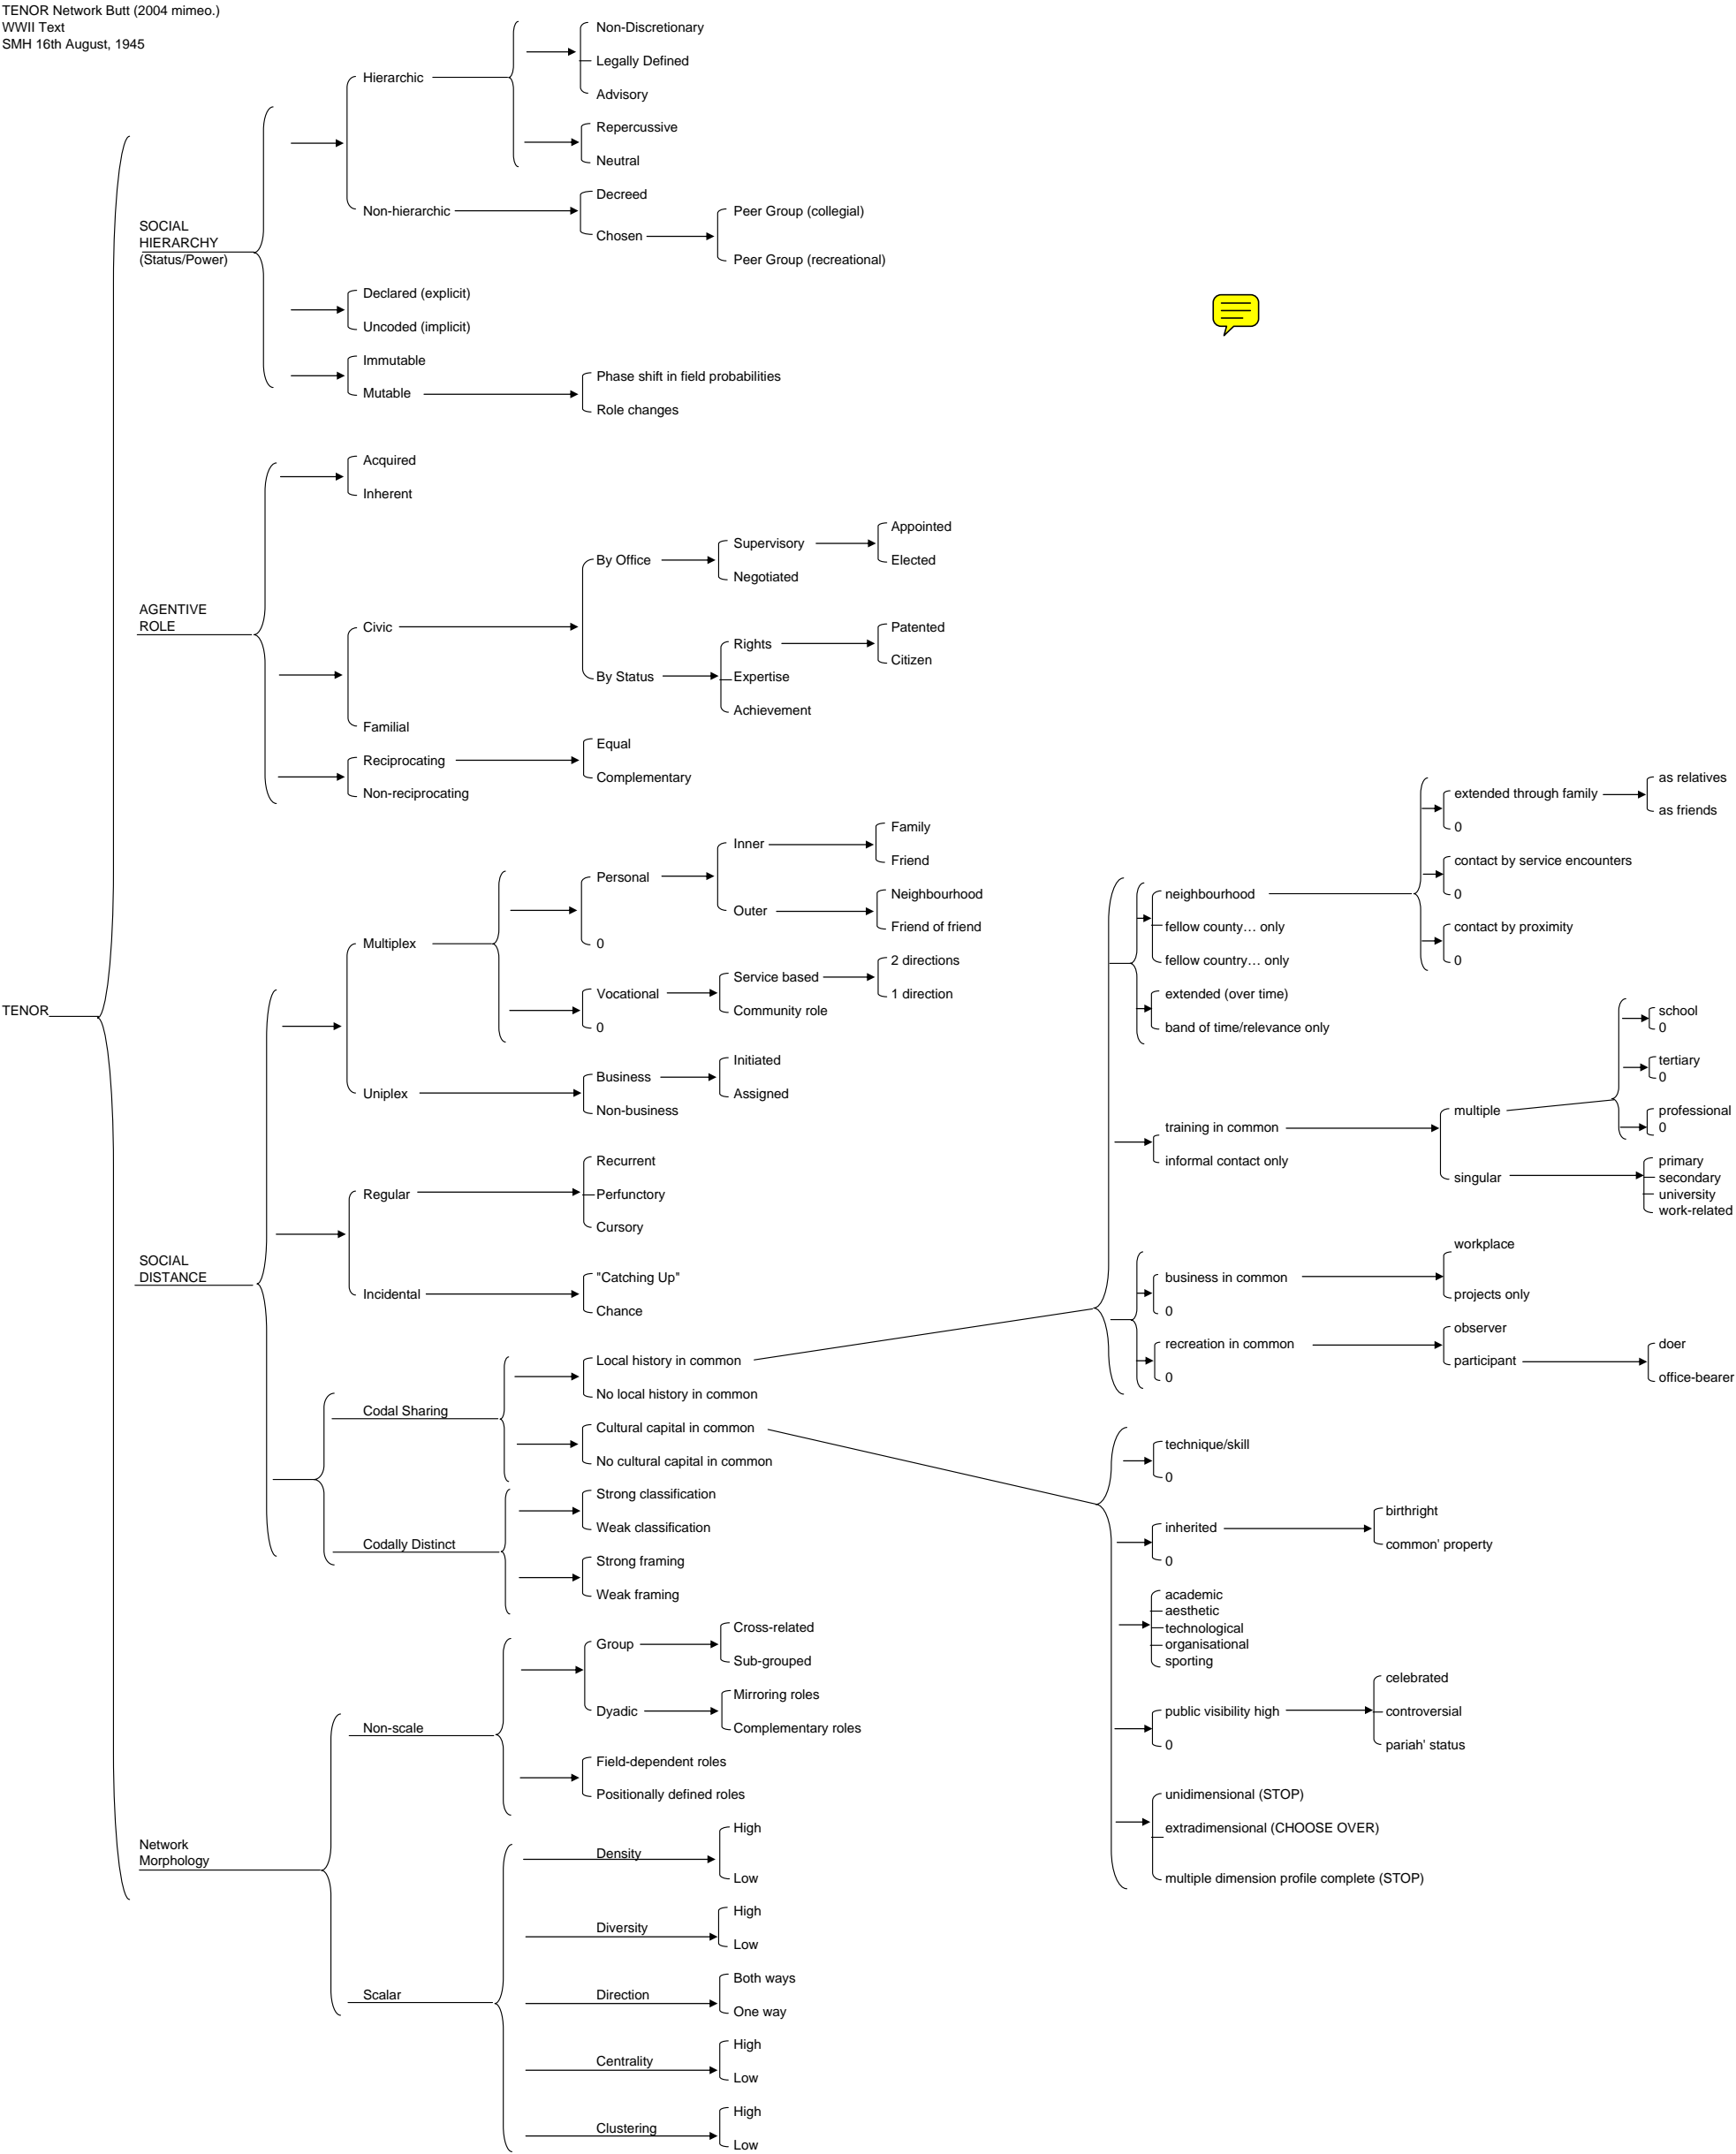 TENOR Network Butt (2004 mimeo.)
WWII Text
SMH 16th August, 1945
TENOR
SOCIAL
HIERARCHY
(Status/Power)
Hierarchic
Non-Discretionary
Legally Defined
Advisory
Repercussive
Neutral
Non-hierarchic
Decreed
Chosen
Peer Group (collegial)
Peer Group (recreational)
Declared (explicit)
Uncoded (implicit)
Immutable
Mutable
Phase shift in field probabilities
Role changes
AGENTIVE
ROLE
Acquired
Inherent
Civic
By Office
Supervisory
Appointed
Elected
Negotiated
By Status
Rights
Patented
Citizen
Expertise
Achievement
Familial
Reciprocating
Equal
Complementary
Non-reciprocating
SOCIAL
DISTANCE
Multiplex
Personal
Inner
Family
Friend
Outer
Neighbourhood
Friend of friend
0
Vocational
Service based
2 directions
1 direction
Community role
0
Uniplex
Business
Initiated
Assigned
Non-business
Regular
Recurrent
Perfunctory
Cursory
Incidental
"Catching Up"
Chance
Codal Sharing
Local history in common
No local history in common
Cultural capital in common
No cultural capital in common
Codally Distinct
Strong classification
Weak classification
Strong framing
Weak framing
neighbourhood
extended through family
as relatives
as friends
0
contact by service encounters
0
contact by proximity
0
fellow county… only
fellow country… only
extended (over time)
band of time/relevance only
training in common
multiple
school
0
tertiary
0
professional
0
singular
primary
secondary
university
work-related
informal contact only
business in common
workplace
projects only
0
recreation in common
observer
participant
doer
office-bearer
0
technique/skill
0
inherited
birthright
common' property
0
academic
aesthetic
technological
organisational
sporting
public visibility high
celebrated
controversial
pariah' status
0
unidimensional (STOP)
extradimensional (CHOOSE OVER)
multiple dimension profile complete (STOP)
Network
Morphology
Non-scale
Group
Cross-related
Sub-grouped
Dyadic
Mirroring roles
Complementary roles
Field-dependent roles
Positionally defined roles
Scalar
Density
High
Low
Diversity
High
Low
Direction
Both ways
One way
Centrality
High
Low
Clustering
High
Low